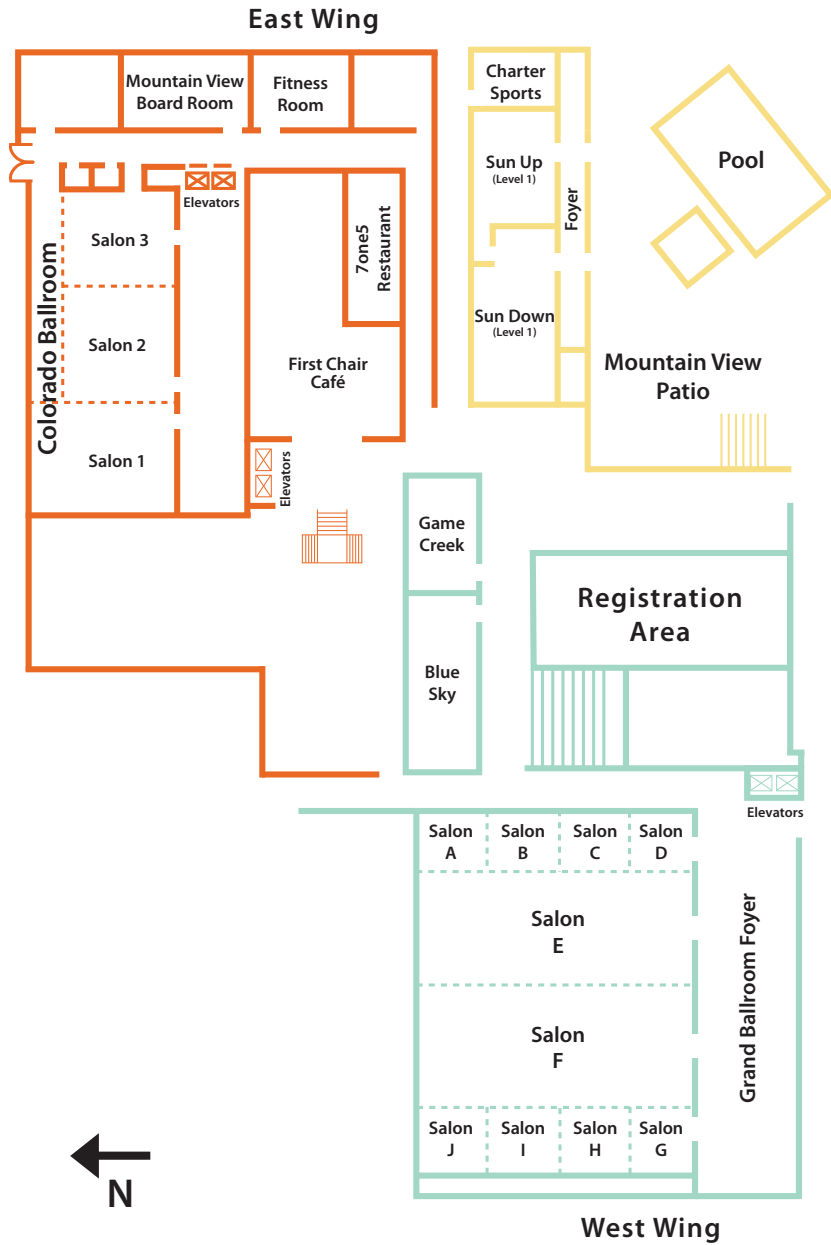 East Wing
Mountain View
Board Room
Fitness
Room
Charter
Sports
Pool
Sun Up
(Level 1)
Foyer
Elevators
Salon 3
7one5
Restaurant
Colorado Ballroom
Salon 2
Sun Down
(Level 1)
First Chair
Café
Mountain View
Patio
Salon 1
Elevators
Game
Creek
Registration
Area
Blue
Sky
Elevators
Salon
A
Salon
B
Salon
C
Salon
D
Salon
E
Grand Ballroom Foyer
Salon
F
Salon
J
Salon
I
Salon
H
Salon
G
N
West Wing